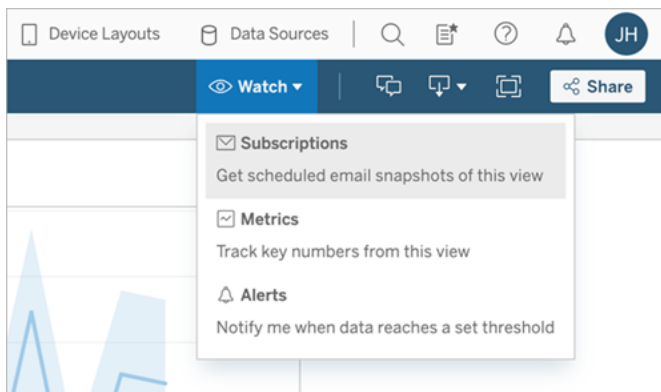 Device Layouts Data Sources JH
Watch Share
Subscriptions
Get scheduled email snapshots of this view
Metrics
Track key numbers from this view
Alerts
Notify me when data reaches a set threshold